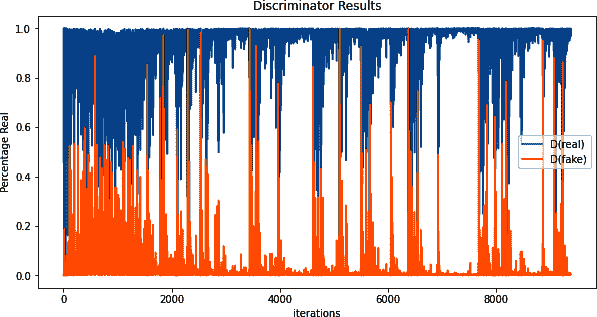 Discriminator Results
Percentage Real
1.0
0.8
0.6
0.4
0.2
0.0
D(real)
D(fake)
0 2000 4000 6000 8000
iterations